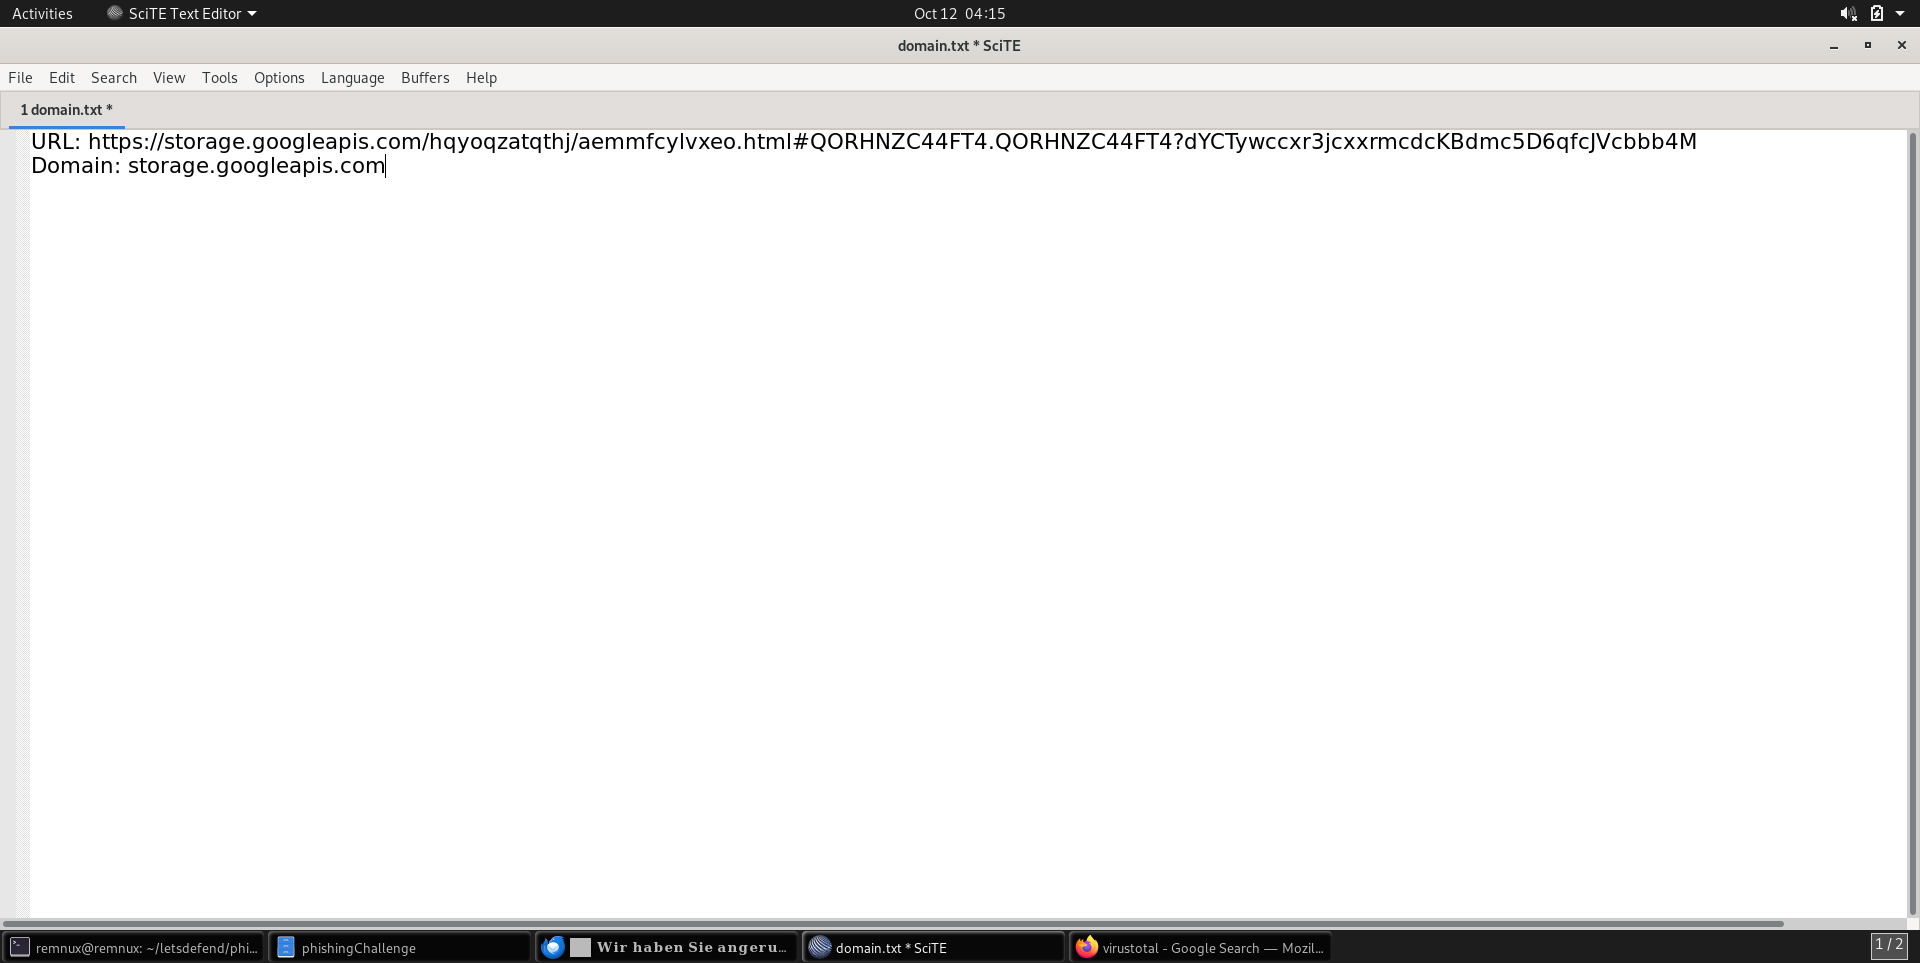 Activities SciTE Text Editor Oct 12 04:15
domain.txt * SciTE
File Edit Search View Tools Options Language Buffers Help
1 domain.txt *
URL: https://storage.googleapis.com/hqyoqzatqthj/aemmfcylvxeo.html#QORHNZC44FT4.QORHNZC44FT4?dYCTywccxr3jcxxrmcdcKBdmc5D6qfcJVcbbb4M
Domain: storage.googleapis.com
remnux@remnux: ~/letsdefend/phi... phishingChallenge Wir haben Sie angeru... domain.txt * SciTE virustotal - Google Search — Mozil... 1 / 2